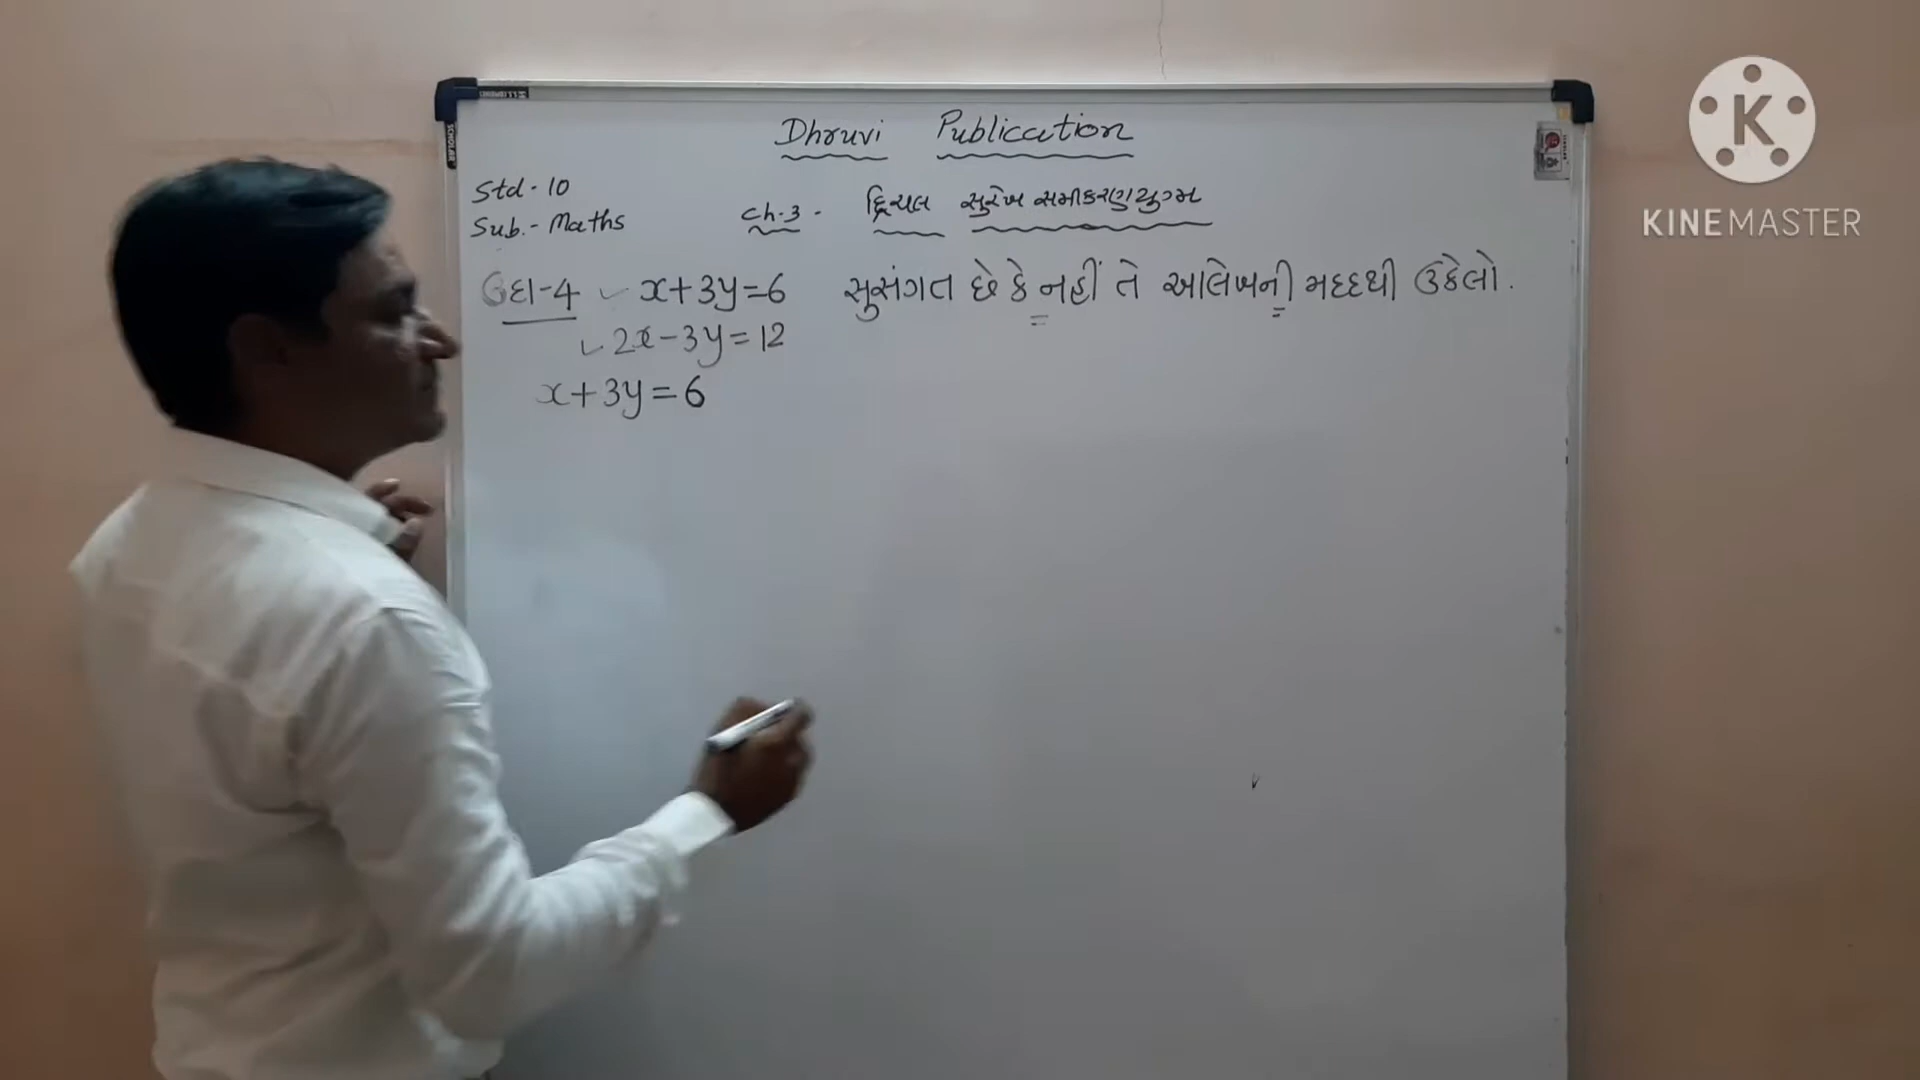 Dhruvi Publication
Std - 10
Sub. - Maths
Ch-3 - દ્વિચલ સુરેખ સમીકરણયુગ્મ
ઉદા-4 x+3y=6 સુસંગત છે કે નહીં તે આલેખની મદદથી ઉકેલો.
2x-3y=12
x+3y=6
K
KINEMASTER